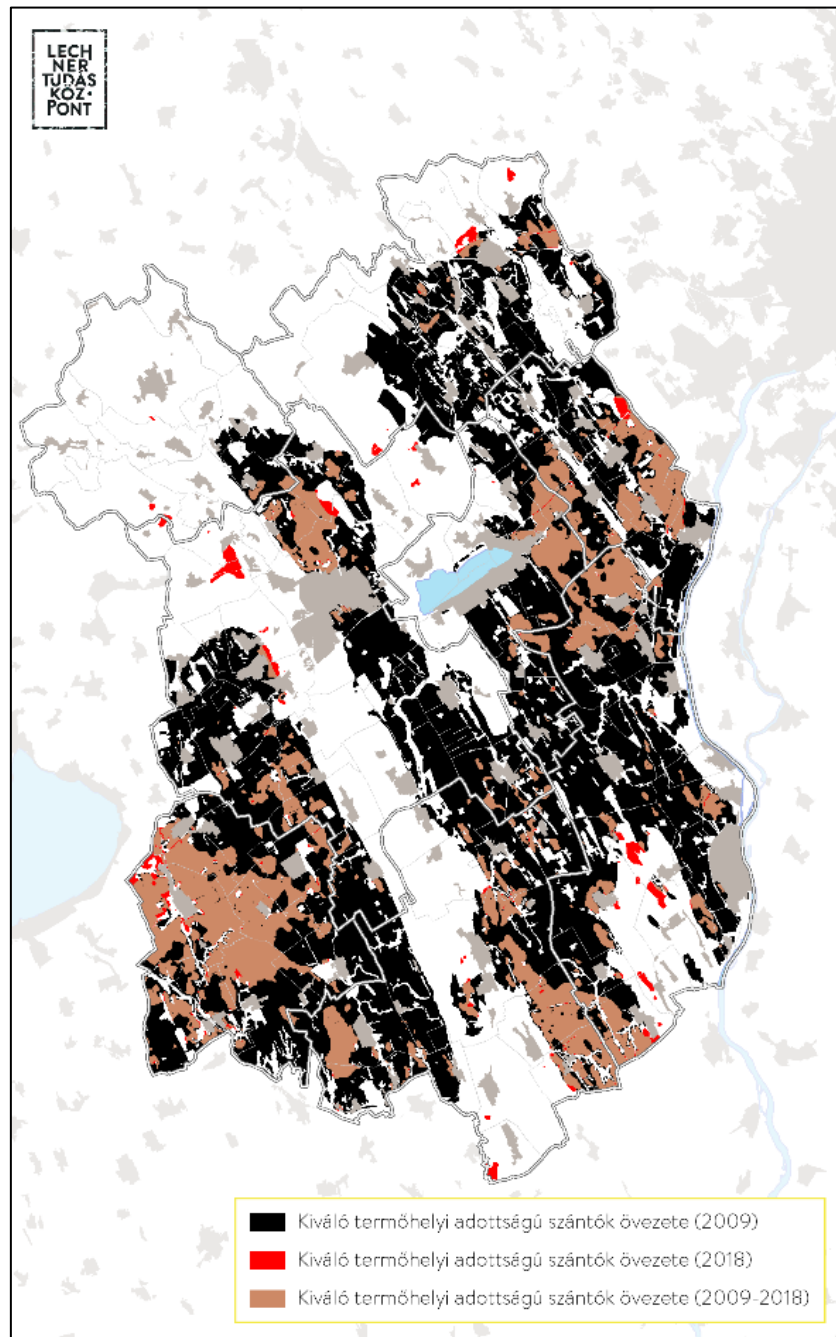 LECH
NER
TUDÁS
KÖZ•
PONT
Kiváló termőhelyi adottságú szántók övezete (2009)
Kiváló termőhelyi adottságú szántók övezete (2018)
Kiváló termőhelyi adottságú szántók övezete (2009-2018)